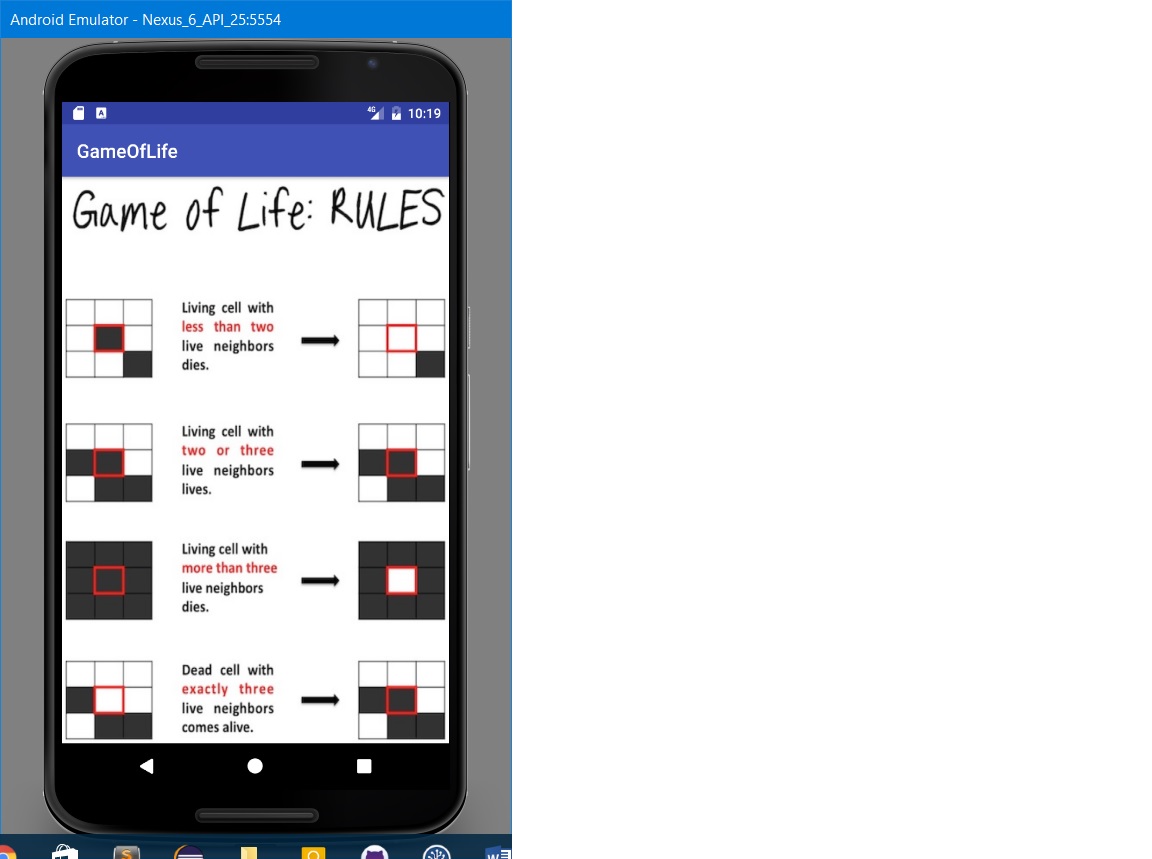 Android Emulator - Nexus_6_API_25:5554
4G 10:19
GameOfLife
Game of Life: RULES
Living cell with
less than two
live neighbors
dies.
Living cell with
two or three
live neighbors
lives.
Living cell with
more than three
live neighbors
dies.
Dead cell with
exactly three
live neighbors
comes alive.